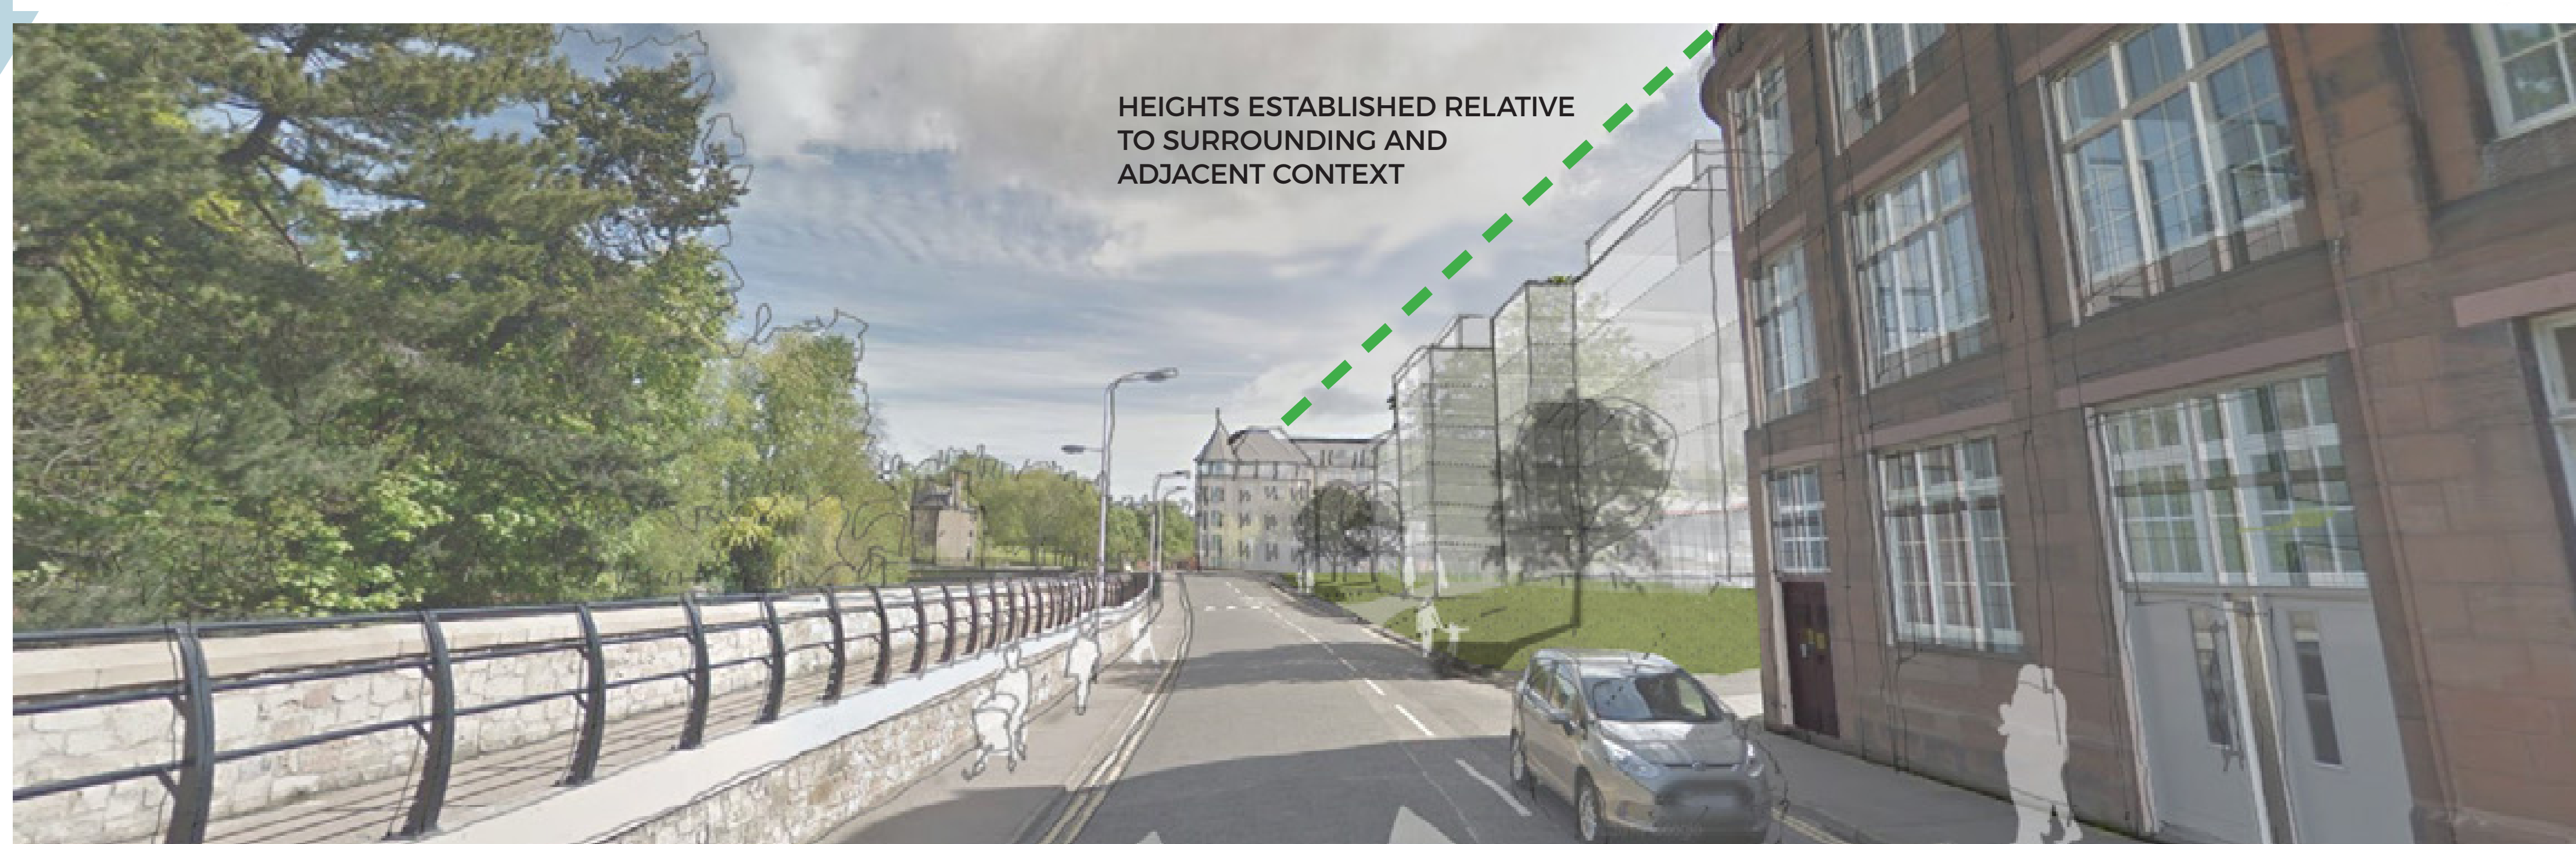 HEIGHTS ESTABLISHED RELATIVE
TO SURROUNDING AND
ADJACENT CONTEXT